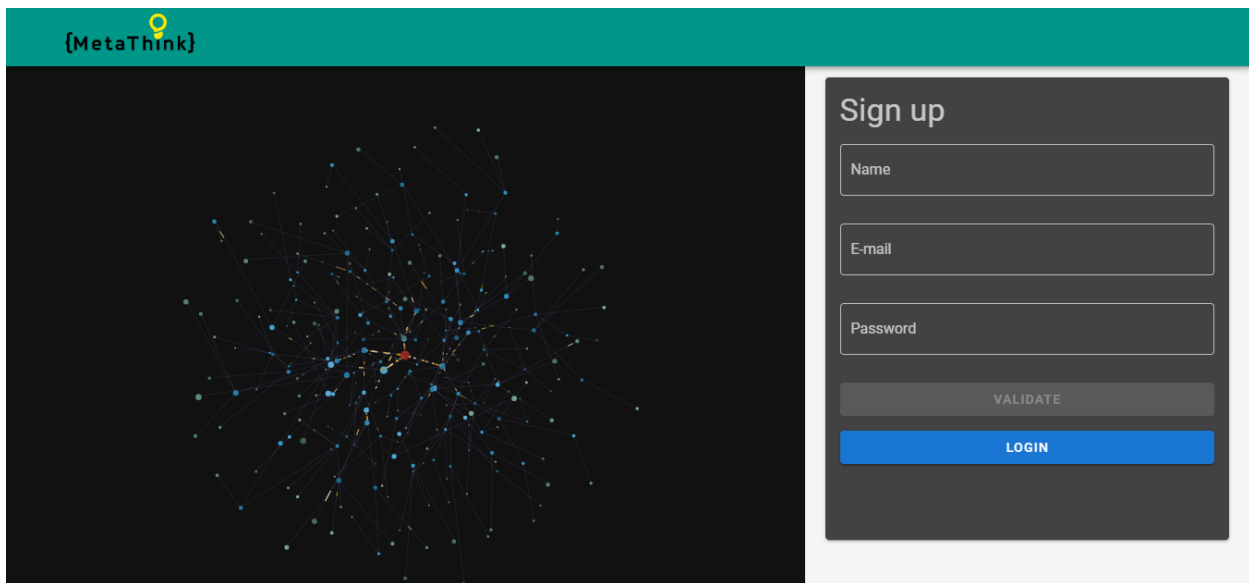 {MetaThink}
Sign up
Name
E-mail
Password
VALIDATE
LOGIN